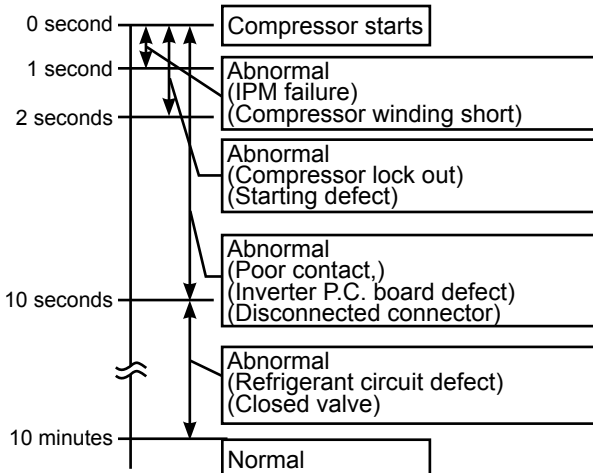 0 second
Compressor starts
1 second
Abnormal
(IPM failure)
(Compressor winding short)
2 seconds
Abnormal
(Compressor lock out)
(Starting defect)
Abnormal
(Poor contact,)
(Inverter P.C. board defect)
(Disconnected connector)
10 seconds
Abnormal
(Refrigerant circuit defect)
(Closed valve)
10 minutes
Normal